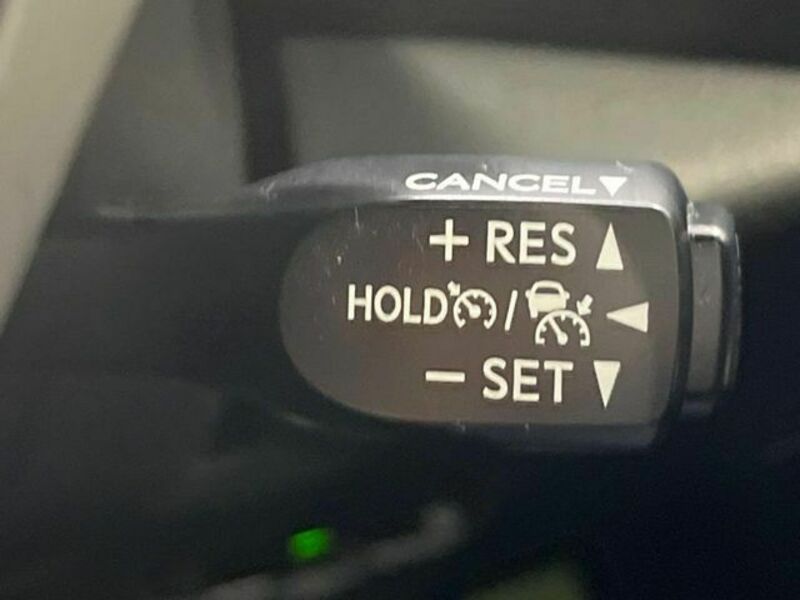 CANCEL▼
+ RES ▲
HOLD / ◀
− SET ▼